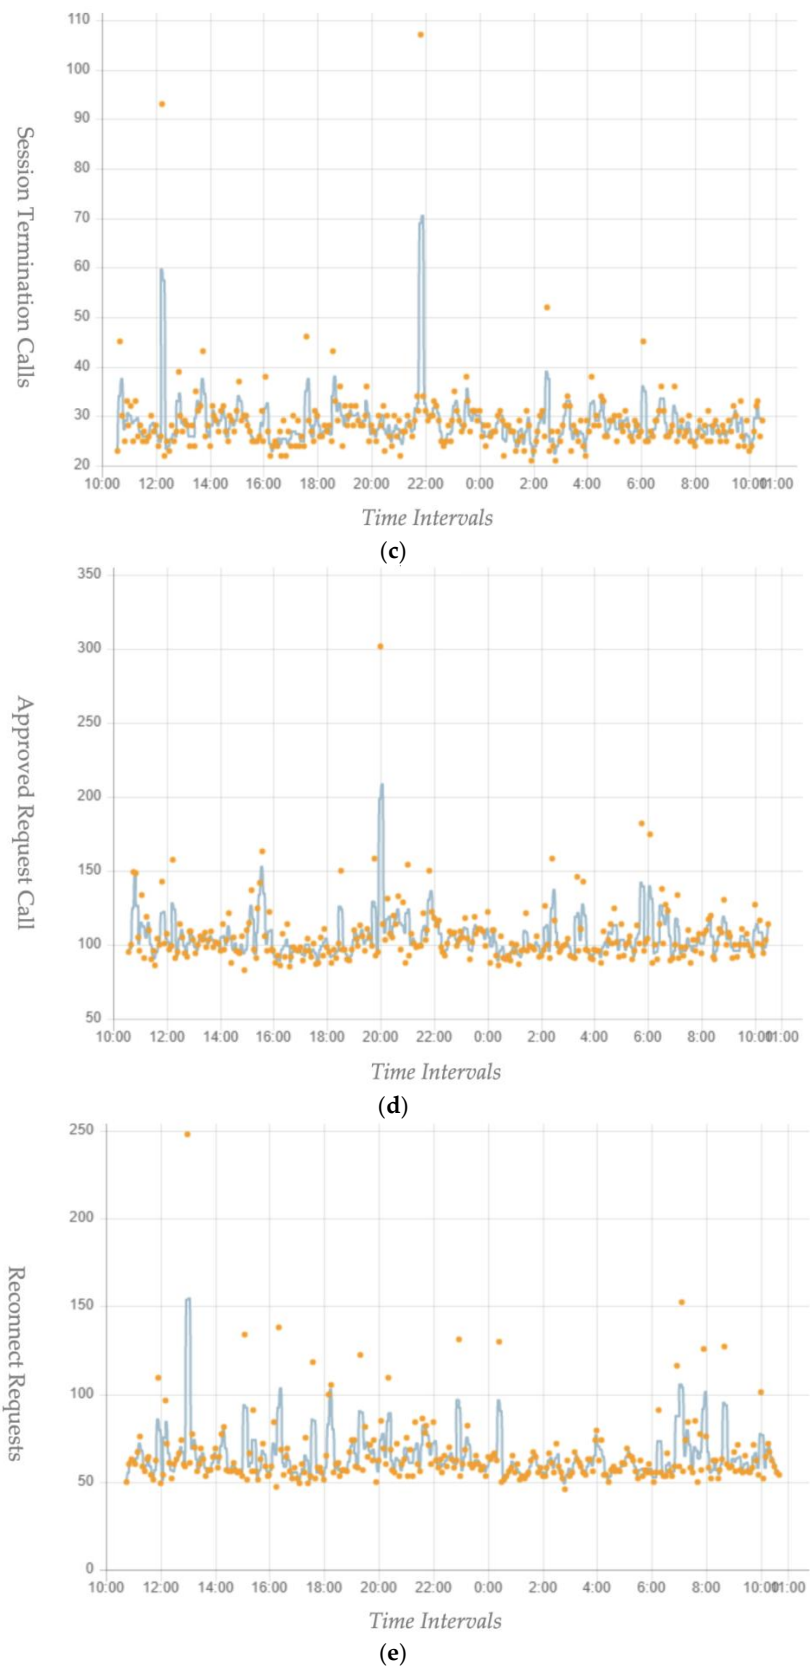 110
100
90
80
70
60
50
40
30
20
Session Termination Calls
10:00 12:00 14:00 16:00 18:00 20:00 22:00 0:00 2:00 4:00 6:00 8:00 10:00 11:00
Time Intervals
(c)
350
300
250
200
150
100
50
Approved Request Call
10:00 12:00 14:00 16:00 18:00 20:00 22:00 0:00 2:00 4:00 6:00 8:00 10:00 11:00
Time Intervals
(d)
250
200
150
100
50
0
Reconnect Requests
10:00 12:00 14:00 16:00 18:00 20:00 22:00 0:00 2:00 4:00 6:00 8:00 10:00 11:00
Time Intervals
(e)